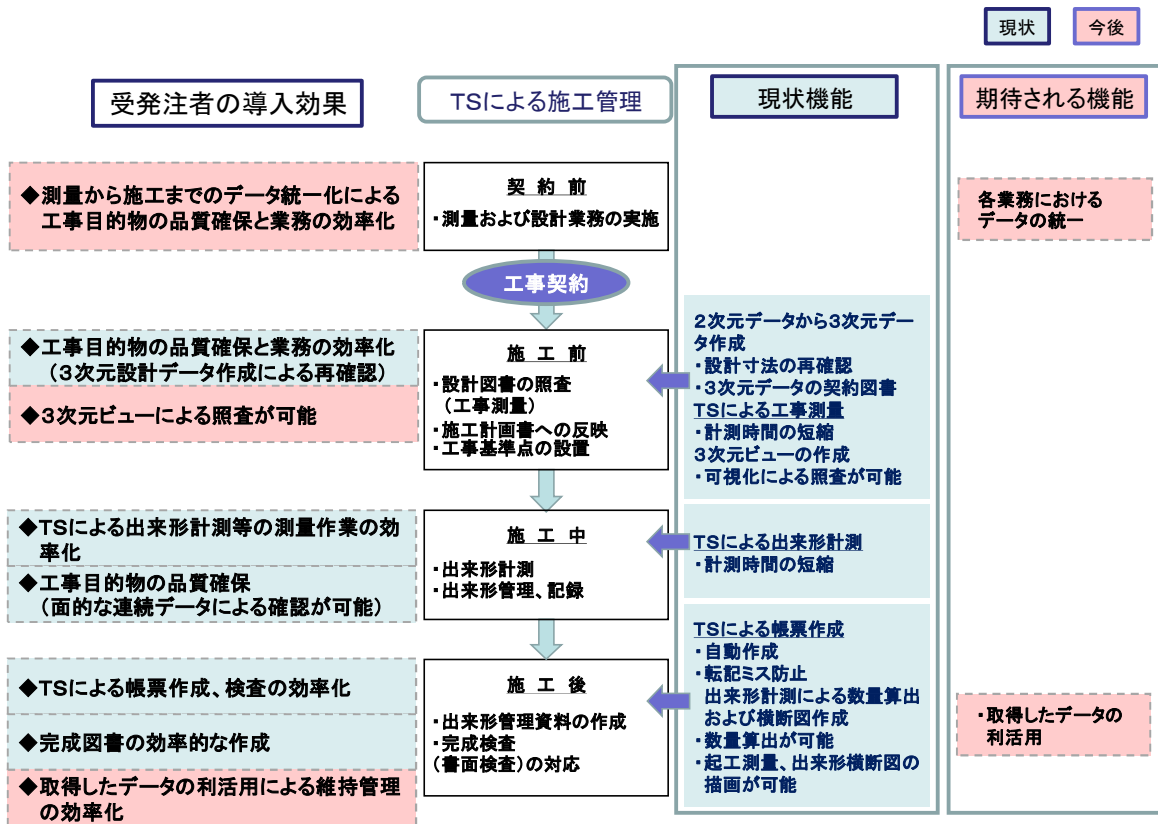 現状
今後
受発注者の導入効果
TSによる施工管理
現状機能
期待される機能
◆測量から施工までのデータ統一化による
工事目的物の品質確保と業務の効率化
契 約 前
・測量および設計業務の実施
各業務における
データの統一
工事契約
◆工事目的物の品質確保と業務の効率化
(3次元設計データ作成による再確認)
◆3次元ビューによる照査が可能
施 工 前
・設計図書の照査
(工事測量)
・施工計画書への反映
・工事基準点の設置
2次元データから3次元デー
タ作成
・設計寸法の再確認
・3次元データの契約図書
TSによる工事測量
・計測時間の短縮
3次元ビューの作成
・可視化による照査が可能
◆TSによる出来形計測等の測量作業の効
率化
◆工事目的物の品質確保
(面的な連続データによる確認が可能)
施 工 中
・出来形計測
・出来形管理、記録
TSによる出来形計測
・計測時間の短縮
◆TSによる帳票作成、検査の効率化
◆完成図書の効率的な作成
◆取得したデータの利活用による維持管理
の効率化
施 工 後
・出来形管理資料の作成
・完成検査
(書面検査)の対応
TSによる帳票作成
・自動作成
・転記ミス防止
出来形計測による数量算出
および横断図作成
・数量算出が可能
・起工測量、出来形横断図の
描画が可能
・取得したデータの
利活用